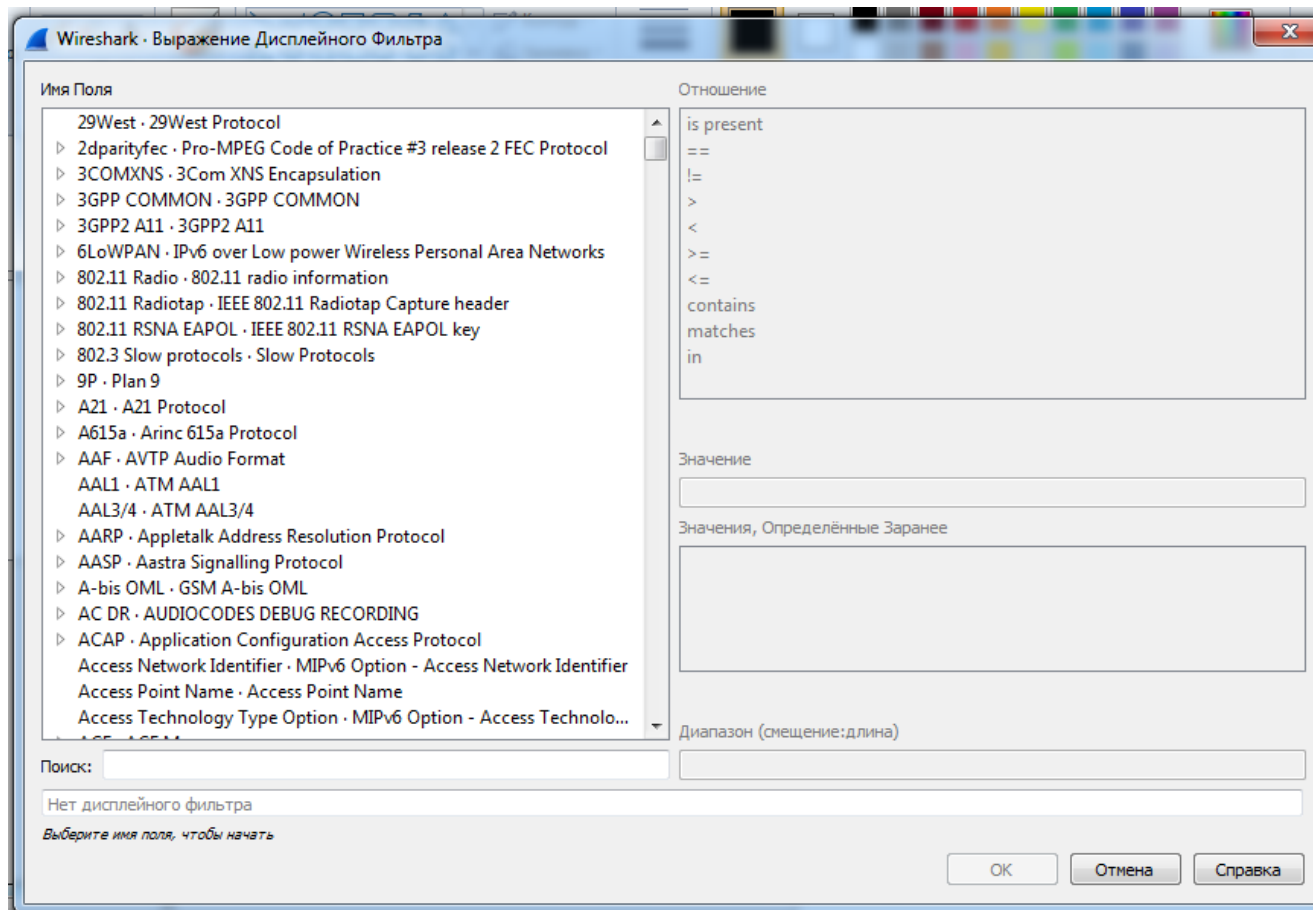 Wireshark · Выражение Дисплейного Фильтра
Имя Поля
29West · 29West Protocol
2dparityfec · Pro-MPEG Code of Practice #3 release 2 FEC Protocol
3COMXNS · 3Com XNS Encapsulation
3GPP COMMON · 3GPP COMMON
3GPP2 A11 · 3GPP2 A11
6LoWPAN · IPv6 over Low power Wireless Personal Area Networks
802.11 Radio · 802.11 radio information
802.11 Radiotap · IEEE 802.11 Radiotap Capture header
802.11 RSNA EAPOL · IEEE 802.11 RSNA EAPOL key
802.3 Slow protocols · Slow Protocols
9P · Plan 9
A21 · A21 Protocol
A615a · Arinc 615a Protocol
AAF · AVTP Audio Format
AAL1 · ATM AAL1
AAL3/4 · ATM AAL3/4
AARP · Appletalk Address Resolution Protocol
AASP · Aastra Signalling Protocol
A-bis OML · GSM A-bis OML
AC DR · AUDIOCODES DEBUG RECORDING
ACAP · Application Configuration Access Protocol
Access Network Identifier · MIPv6 Option - Access Network Identifier
Access Point Name · Access Point Name
Access Technology Type Option · MIPv6 Option - Access Technolo...
Поиск:
Отношение
is present
==
!=
>
<
>=
<=
contains
matches
in
Значение
Значения, Определённые Заранее
Диапазон (смещение:длина)
Нет дисплейного фильтра
Выберите имя поля, чтобы начать
OK
Отмена
Справка